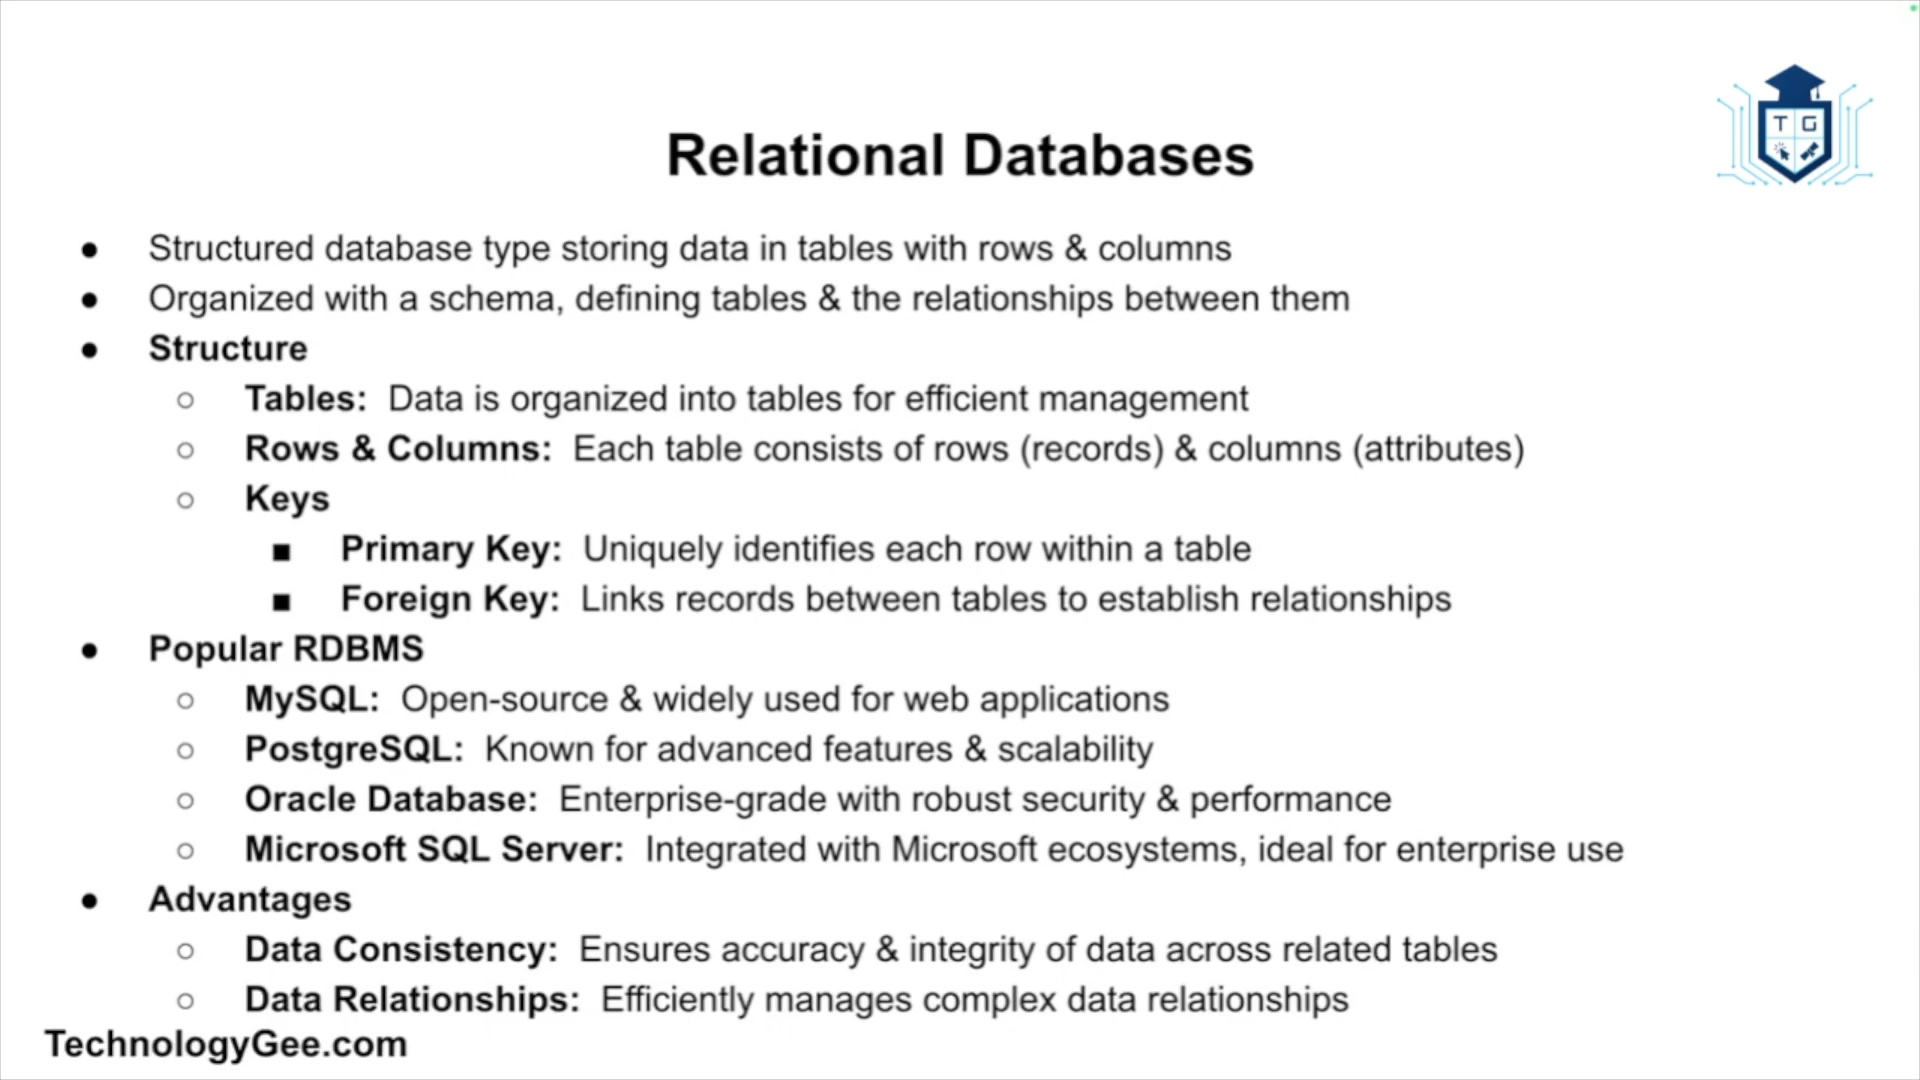 T G
Relational Databases
● Structured database type storing data in tables with rows & columns
● Organized with a schema, defining tables & the relationships between them
● Structure
○ Tables: Data is organized into tables for efficient management
○ Rows & Columns: Each table consists of rows (records) & columns (attributes)
○ Keys
■ Primary Key: Uniquely identifies each row within a table
■ Foreign Key: Links records between tables to establish relationships
● Popular RDBMS
○ MySQL: Open-source & widely used for web applications
○ PostgreSQL: Known for advanced features & scalability
○ Oracle Database: Enterprise-grade with robust security & performance
○ Microsoft SQL Server: Integrated with Microsoft ecosystems, ideal for enterprise use
● Advantages
○ Data Consistency: Ensures accuracy & integrity of data across related tables
○ Data Relationships: Efficiently manages complex data relationships
TechnologyGee.com